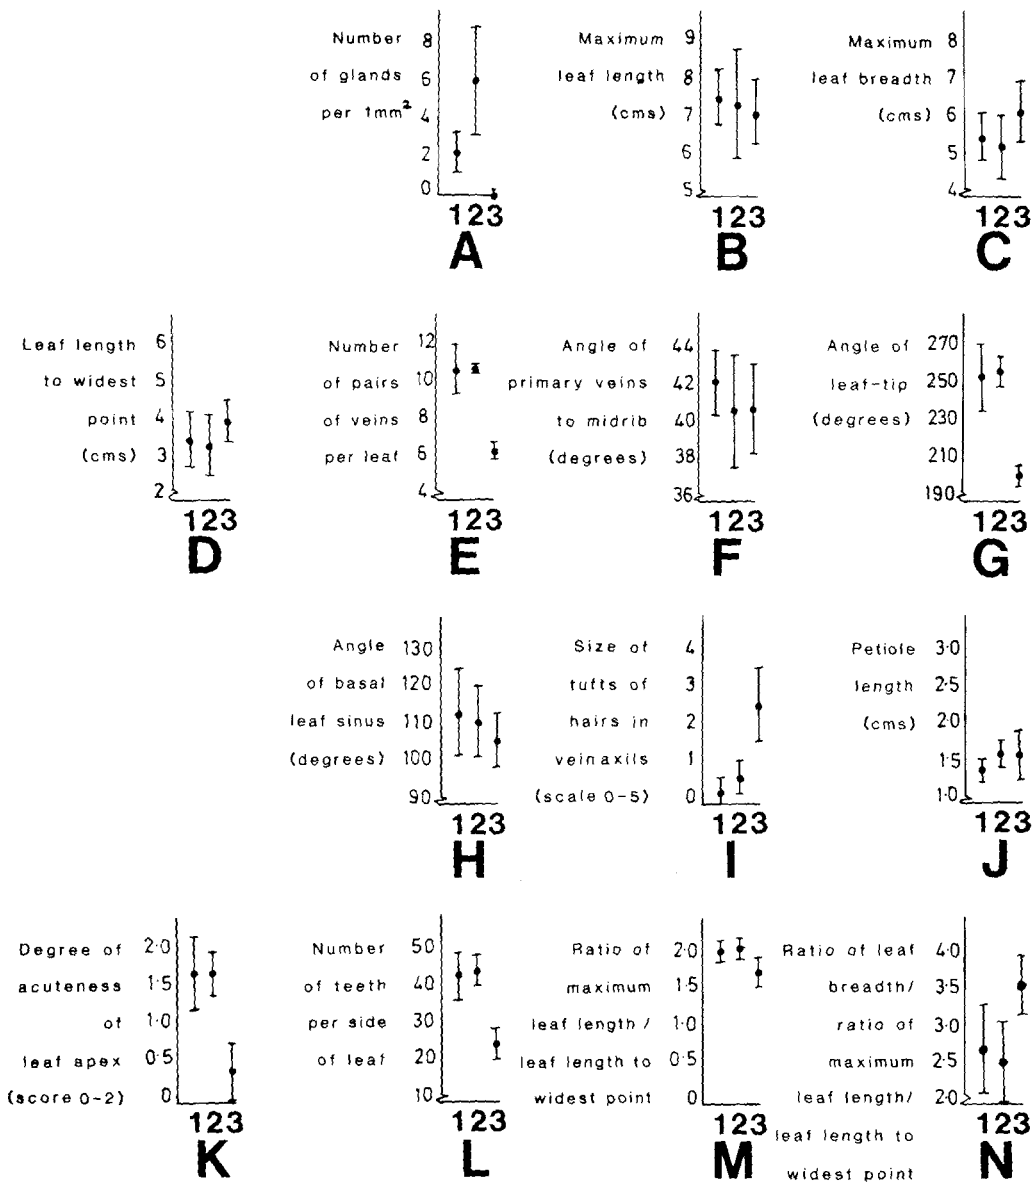 Number
of glands
per 1mm²
8
6
4
2
0
123
A
Maximum
leaf length
(cms)
9
8
7
6
5
123
B
Maximum
leaf breadth
(cms)
8
7
6
5
4
123
C
Leaf length
to widest
point
(cms)
6
5
4
3
2
123
D
Number
of pairs
of veins
per leaf
12
10
8
6
4
123
E
Angle of
primary veins
to midrib
(degrees)
44
42
40
38
36
123
F
Angle of
leaf-tip
(degrees)
270
250
230
210
190
123
G
Angle
of basal
leaf sinus
(degrees)
130
120
110
100
90
123
H
Size of
tufts of
hairs in
veinaxils
(scale 0-5)
4
3
2
1
0
123
I
Petiole
length
(cms)
3.0
2.5
2.0
1.5
1.0
123
J
Degree of
acuteness
of
leaf apex
(score 0-2)
2·0
1·5
1·0
0·5
0
123
K
Number
of teeth
per side
of leaf
50
40
30
20
10
123
L
Ratio of
maximum
leaf length /
leaf length to
widest point
2·0
1·5
1·0
0·5
0
123
M
Ratio of leaf
breadth/
ratio of
maximum
leaf length/
leaf length to
widest point
4·0
3·5
3·0
2·5
2·0
123
N